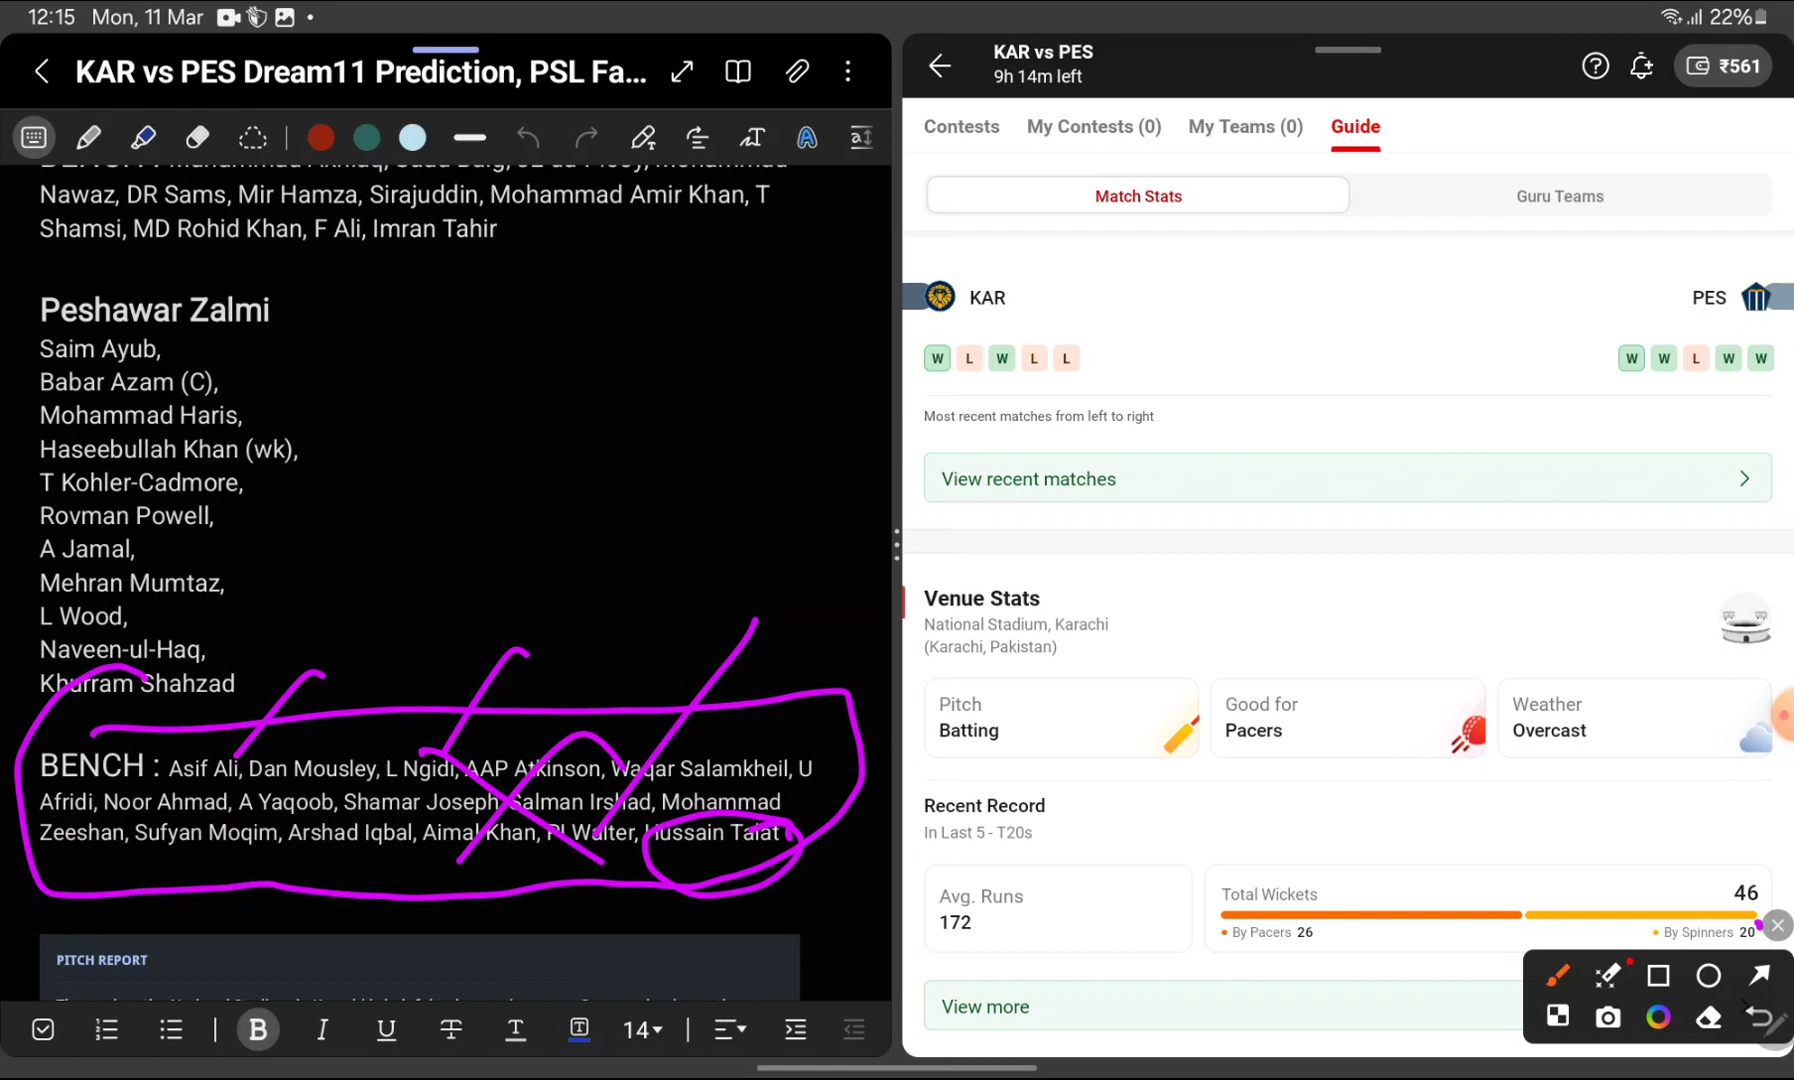 12:15 Mon, 11 Mar
22%
KAR vs PES Dream11 Prediction, PSL Fa...
Nawaz, DR Sams, Mir Hamza, Sirajuddin, Mohammad Amir Khan, T
Shamsi, MD Rohid Khan, F Ali, Imran Tahir
Peshawar Zalmi
Saim Ayub,
Babar Azam (C),
Mohammad Haris,
Haseebullah Khan (wk),
T Kohler-Cadmore,
Rovman Powell,
A Jamal,
Mehran Mumtaz,
L Wood,
Naveen-ul-Haq,
Khurram Shahzad
BENCH : Asif Ali, Dan Mousley, L Ngidi, AAP Atkinson, Waqar Salamkheil, U
Afridi, Noor Ahmad, A Yaqoob, Shamar Joseph, Salman Irshad, Mohammad
Zeeshan, Sufyan Moqim, Arshad Iqbal, Aimal Khan, PI Walter, Hussain Talat
PITCH REPORT
B I U T T T 14
KAR vs PES
9h 14m left
₹561
Contests My Contests (0) My Teams (0) Guide
Match Stats Guru Teams
KAR PES
W L W L L W W L W W
Most recent matches from left to right
View recent matches
Venue Stats
National Stadium, Karachi
(Karachi, Pakistan)
Pitch Good for Weather
Batting Pacers Overcast
Recent Record
In Last 5 - T20s
Avg. Runs Total Wickets 46
172
By Pacers 26 By Spinners 20
View more